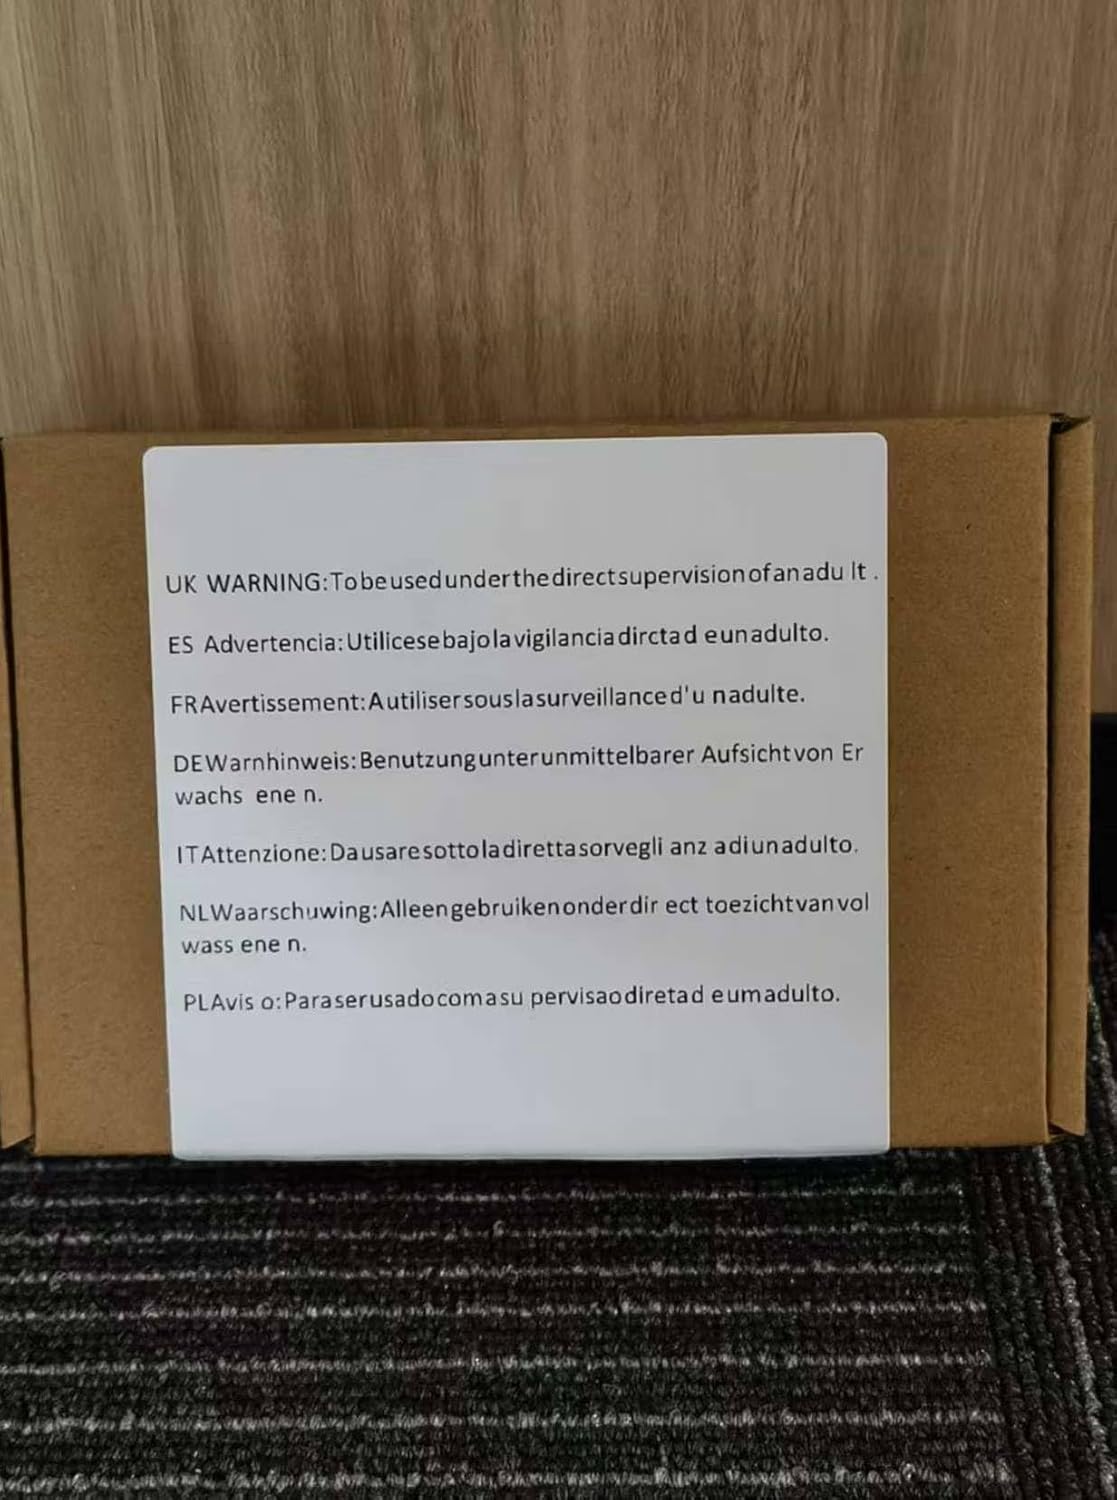 UK WARNING:Tobeusedunderthedirectsupervisionofanadu lt .
ES Advertencia:Utilicesebajolavigilanciadirctad eunadulto.
FRAvertissement:Autilisersouslasurveillanced'u nadulte.
DEWarnhinweis:Benutzungunterunmittelbarer Aufsichtvon Er
wachs ene n.
ITAttenzione:Dausaresottoladirettasorvegli anz adiunadulto.
NLWaarschuwing:Alleengebruikenonderdir ect toezichtvanvol
wass ene n.
PLAvis o:Paraserusadocomasu pervisaodiretad eumadulto.